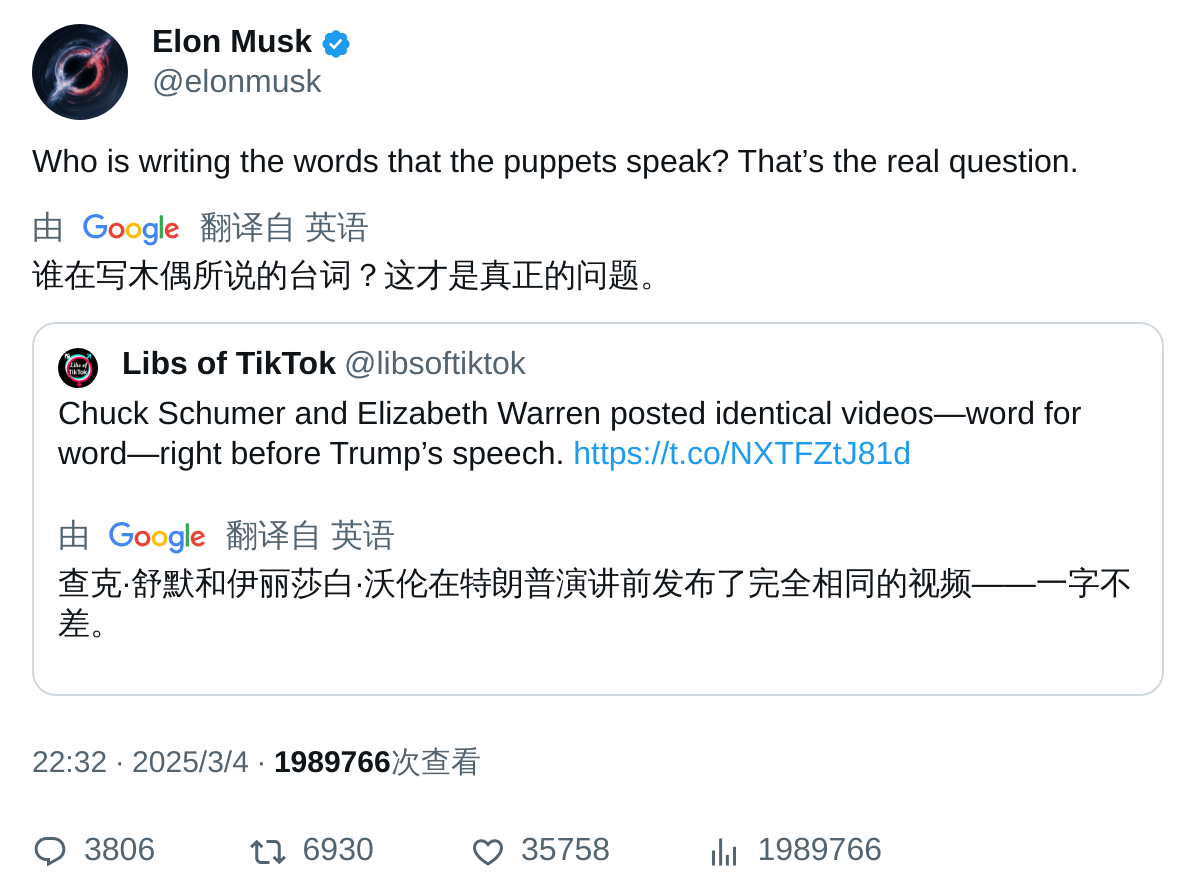 Elon Musk
@elonmusk
Who is writing the words that the puppets speak? That’s the real question.
由 Google 翻译自 英语
谁在写木偶所说的台词？这才是真正的问题。
Libs of TikTok @libsoftiktok
Libs of
TikTok
Chuck Schumer and Elizabeth Warren posted identical videos—word for
word—right before Trump’s speech. https://t.co/NXTFZtJ81d
由 Google 翻译自 英语
查克·舒默和伊丽莎白·沃伦在特朗普演讲前发布了完全相同的视频——一字不
差。
22:32 · 2025/3/4 · 1989766次查看
3806 6930 35758 1989766